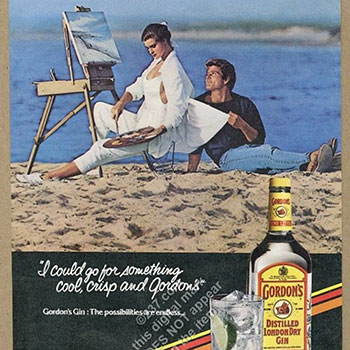 "I could go for something
cool, crisp and Gordon's"
Gordon's Gin: The possibilities are endless...
GORDON'S
DISTILLED
LONDON DRY
GIN